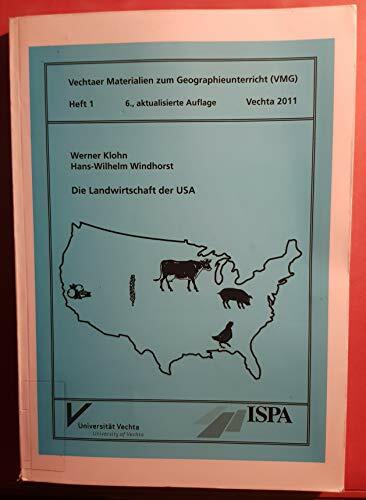 Vechtaer Materialien zum Geographieunterricht (VMG)
Heft 1 6., aktualisierte Auflage Vechta 2011
Werner Klohn
Hans-Wilhelm Windhorst
Die Landwirtschaft der USA
Universität Vechta
University of Vechta
ISPA